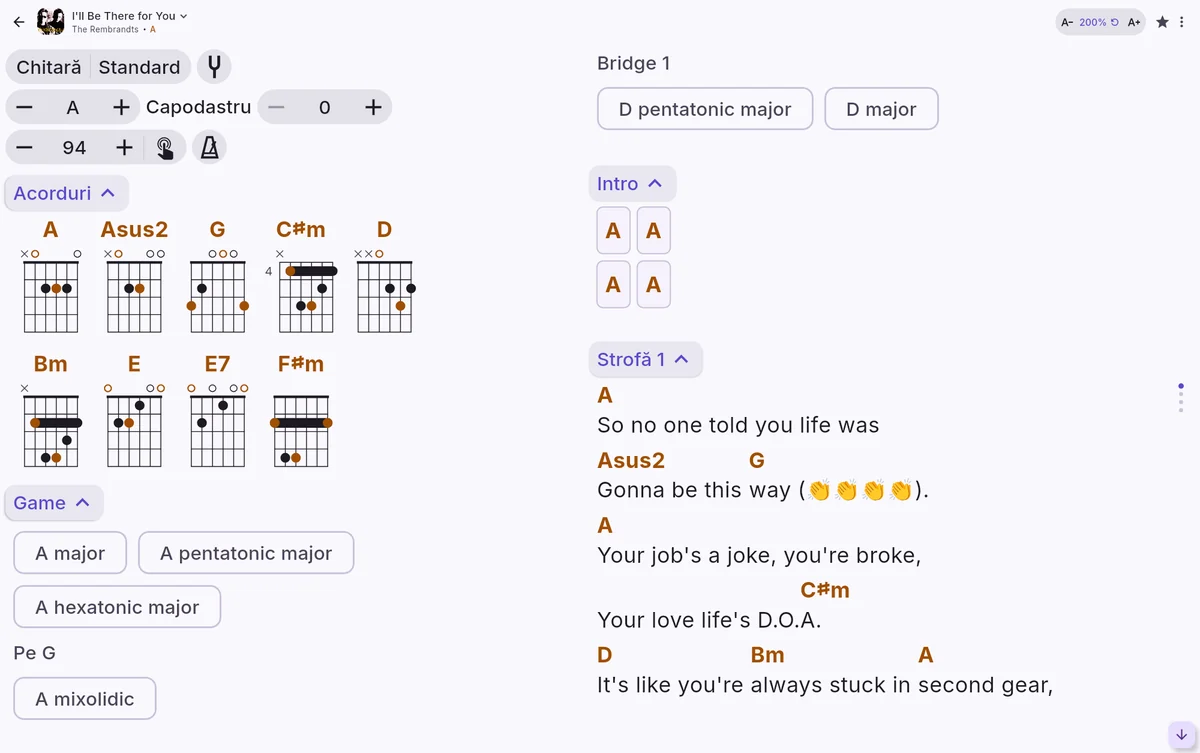 I'll Be There for You
The Rembrandts • A
A- 200% A+
Chitară Standard
− A + Capodastru − 0 +
− 94 +
Acorduri
A Asus2 G C♯m D
4
Bm E E7 F♯m
Game
A major A pentatonic major
A hexatonic major
Pe G
A mixolidic
Bridge 1
D pentatonic major D major
Intro
A A
A A
Strofă 1
A
So no one told you life was
Asus2 G
Gonna be this way (👏👏👏👏).
A
Your job's a joke, you're broke,
C♯m
Your love life's D.O.A.
D Bm A
It's like you're always stuck in second gear,